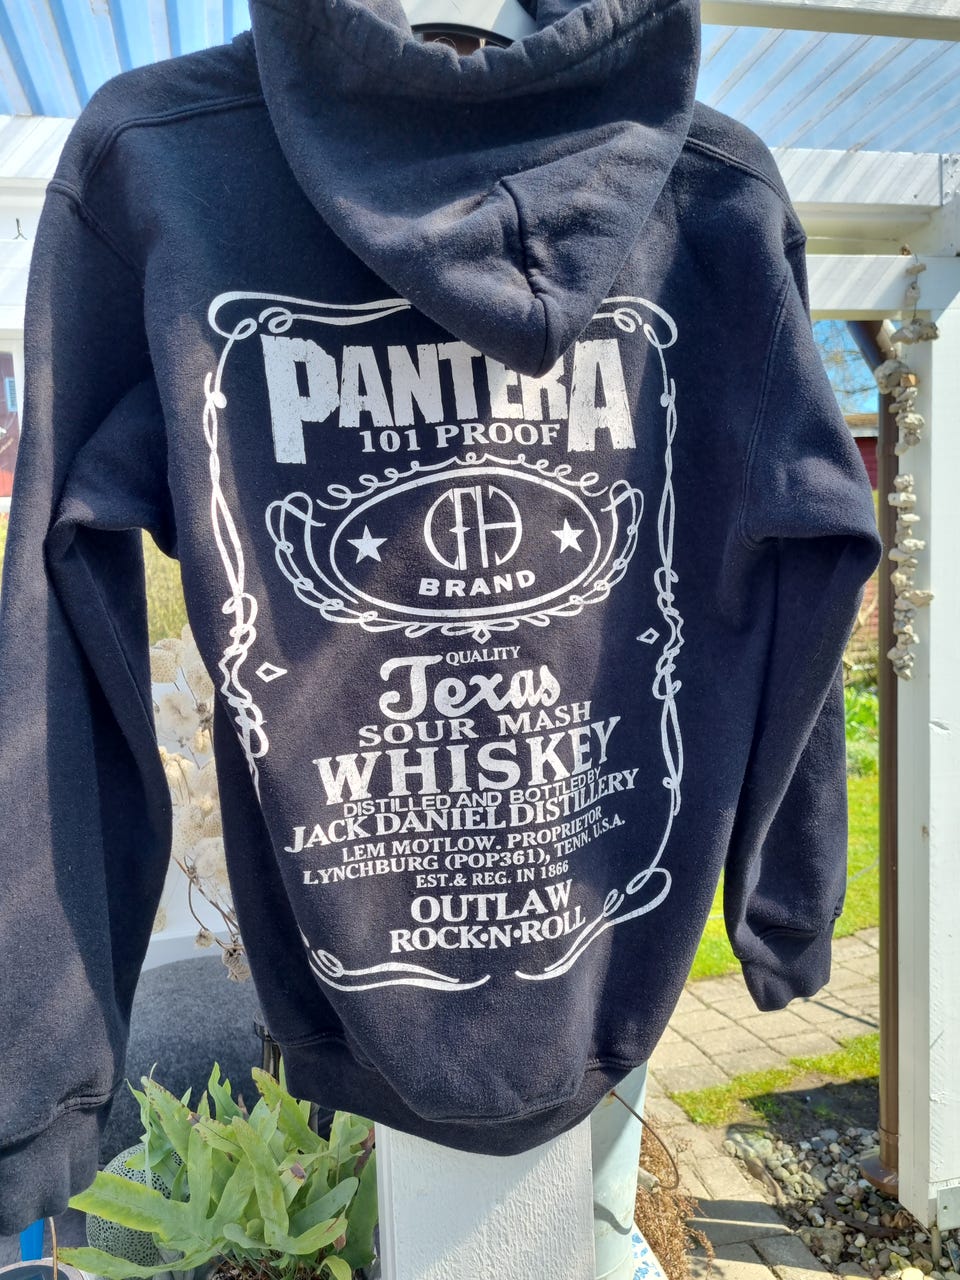 PANTERA
101 PROOF
CFH
BRAND
QUALITY
Texas
SOUR MASH
WHISKEY
DISTILLED AND BOTTLED BY
JACK DANIEL DISTILLERY
LEM MOTLOW. PROPRIETOR
LYNCHBURG (POP361), TENN. U.S.A.
EST.& REG. IN 1866
OUTLAW
ROCK·N·ROLL